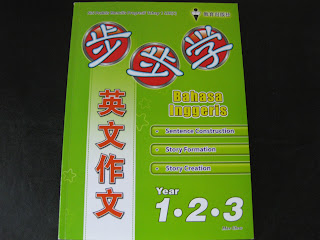 步步学
Bahasa
Inggeris
英文作文
Sentence Construction
Story Formation
Story Creation
Year
1·2·3